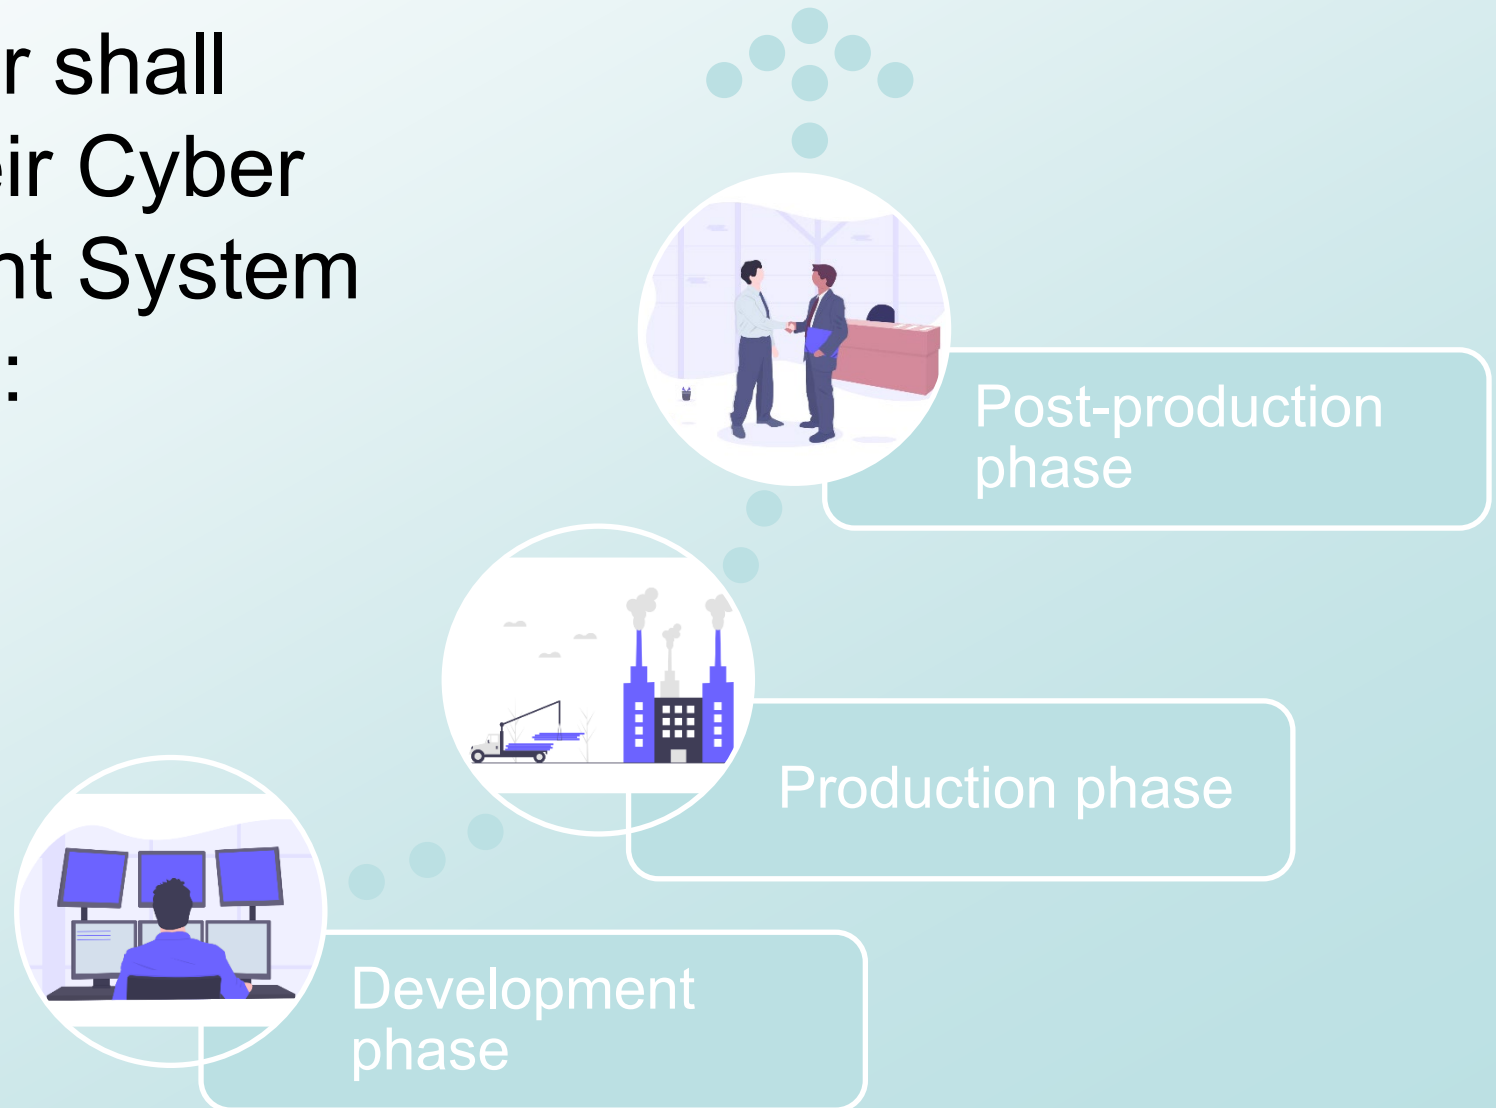 r shall
eir Cyber
nt System
:
Post-production
phase
Production phase
Development
phase